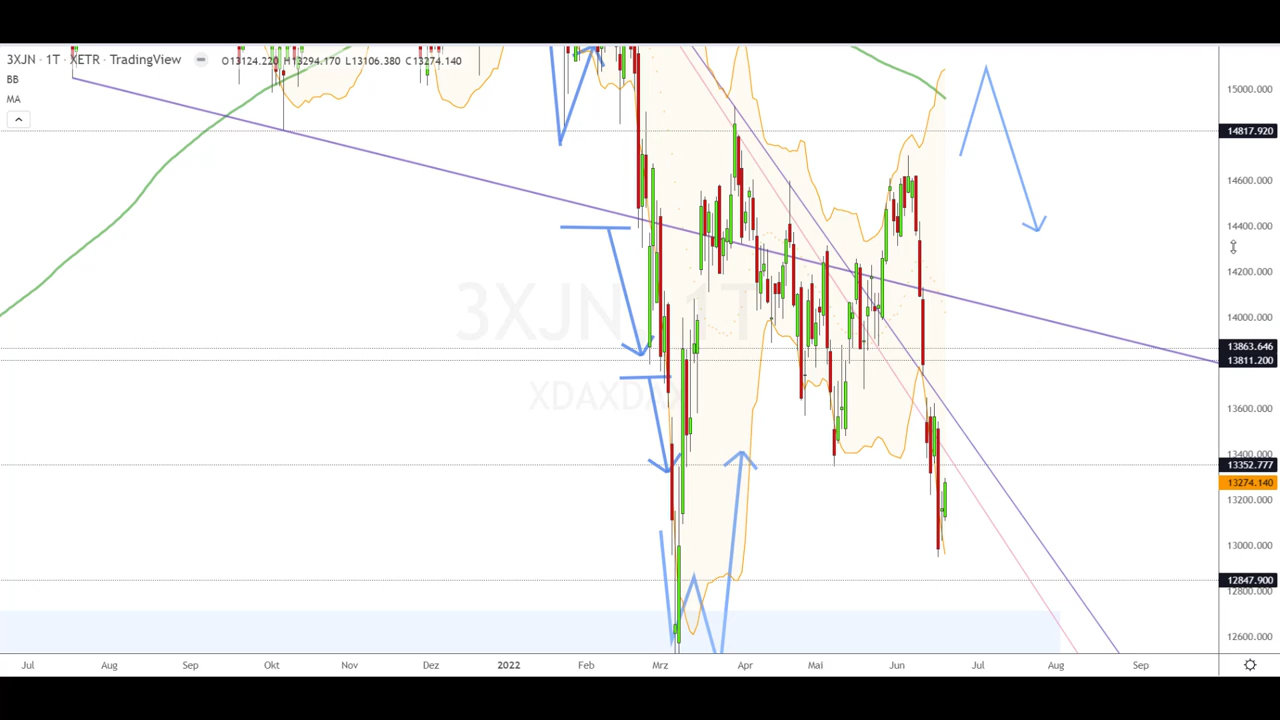 3XJN · 1T · XETR · TradingView O13124.220 H13294.170 L13106.380 C13274.140
BB
MA
3XJN, 1T
XDAXDAX
15000.000
14817.920
14600.000
14400.000
14200.000
14000.000
13863.646
13811.200
13600.000
13400.000
13352.777
13274.140
13200.000
13000.000
12847.900
12800.000
12600.000
Jul Aug Sep Okt Nov Dez 2022 Feb Mrz Apr Mai Jun Jul Aug Sep